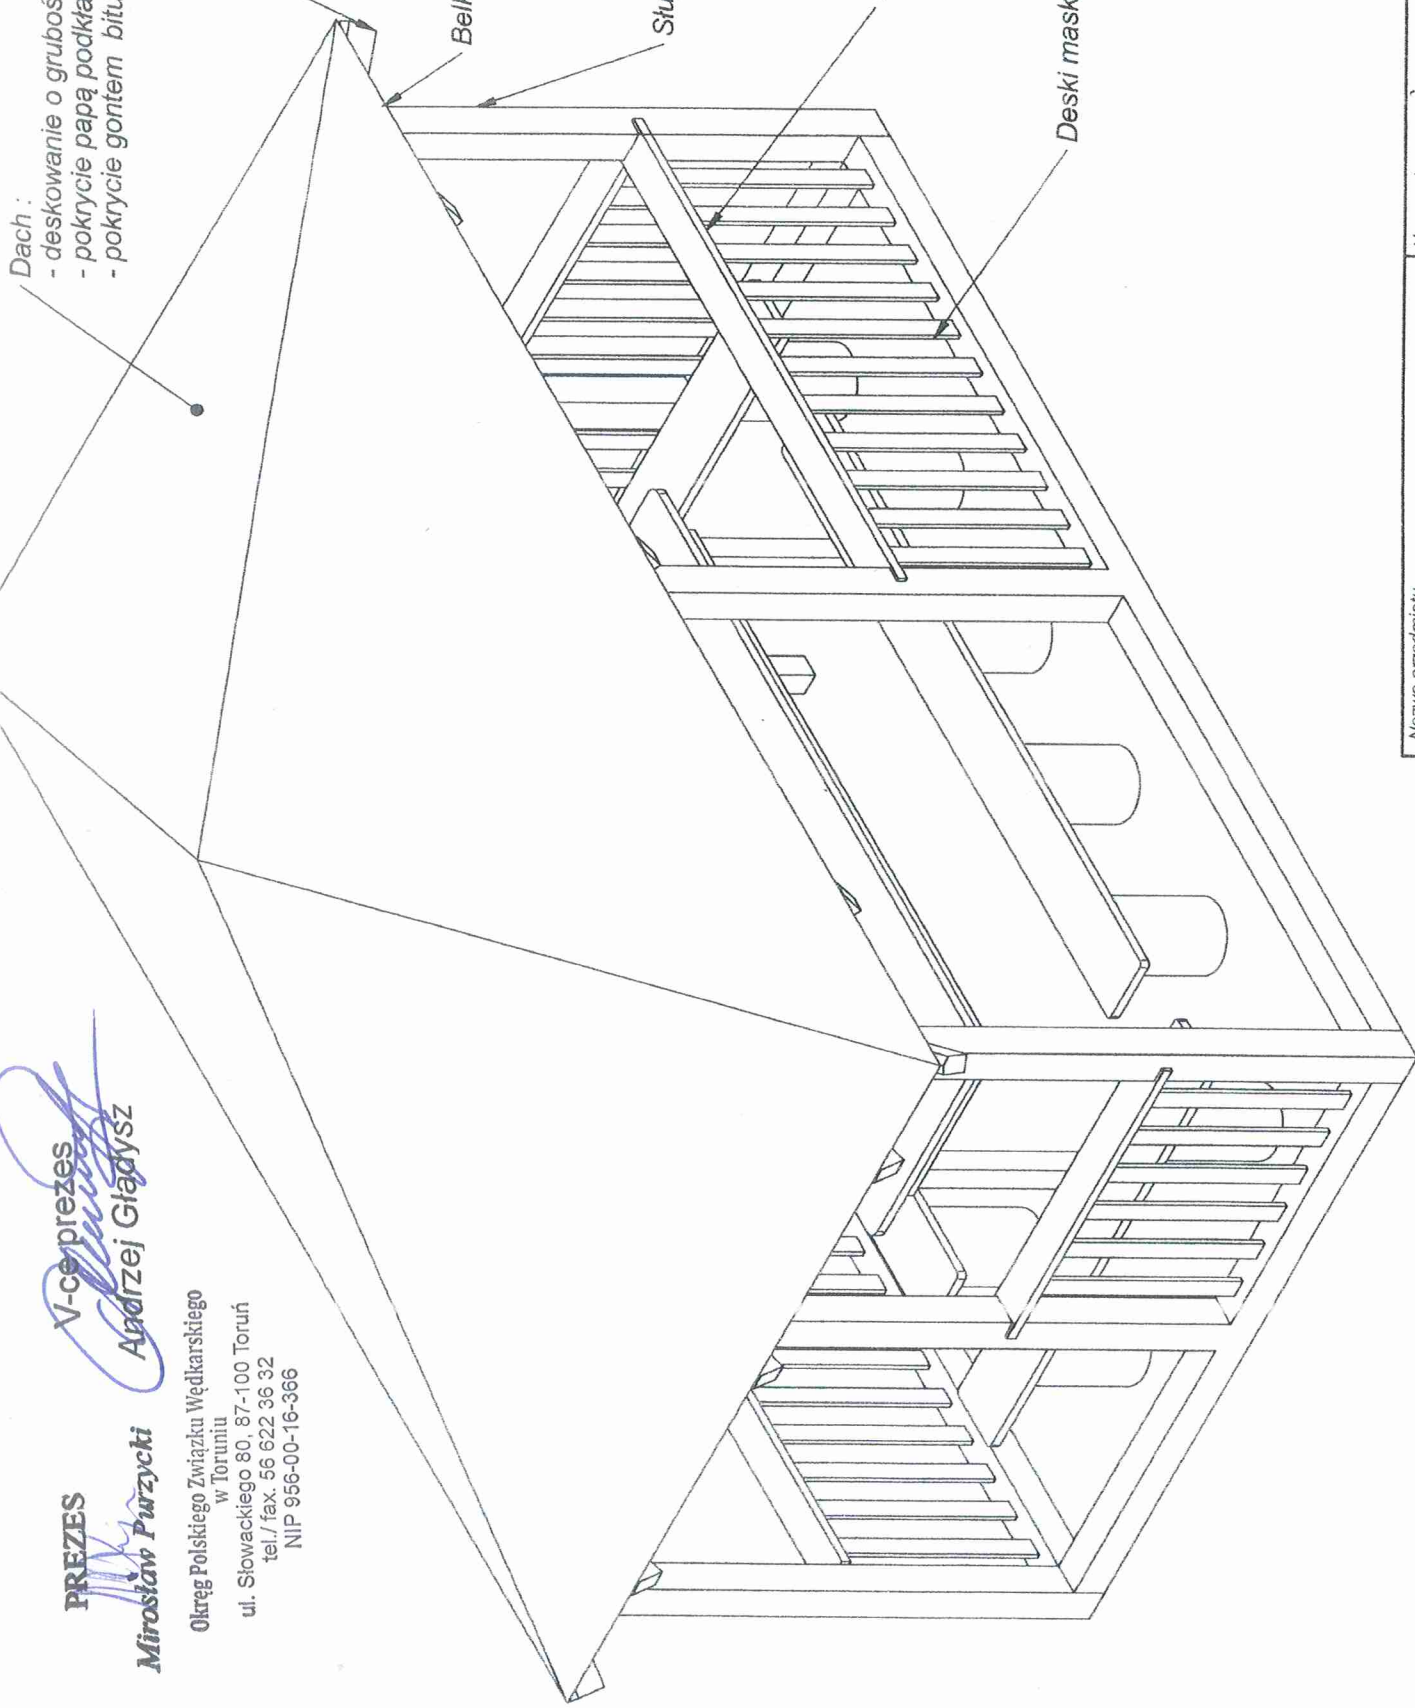 PREZES
Mirosław Purzycki
V-ceprezes
Andrzej Gładysz
Okręg Polskiego Związku Wędkarskiego
w Toruniu
ul. Słowackiego 80, 87-100 Toruń
tel./fax. 56 622 36 32
NIP 956-00-16-366
Dach :
- deskowanie o gruboś
- pokrycie papą podkła
- pokrycie gontem bitu
Belk
Słu
Deski mask
Nazwa przedmiotu